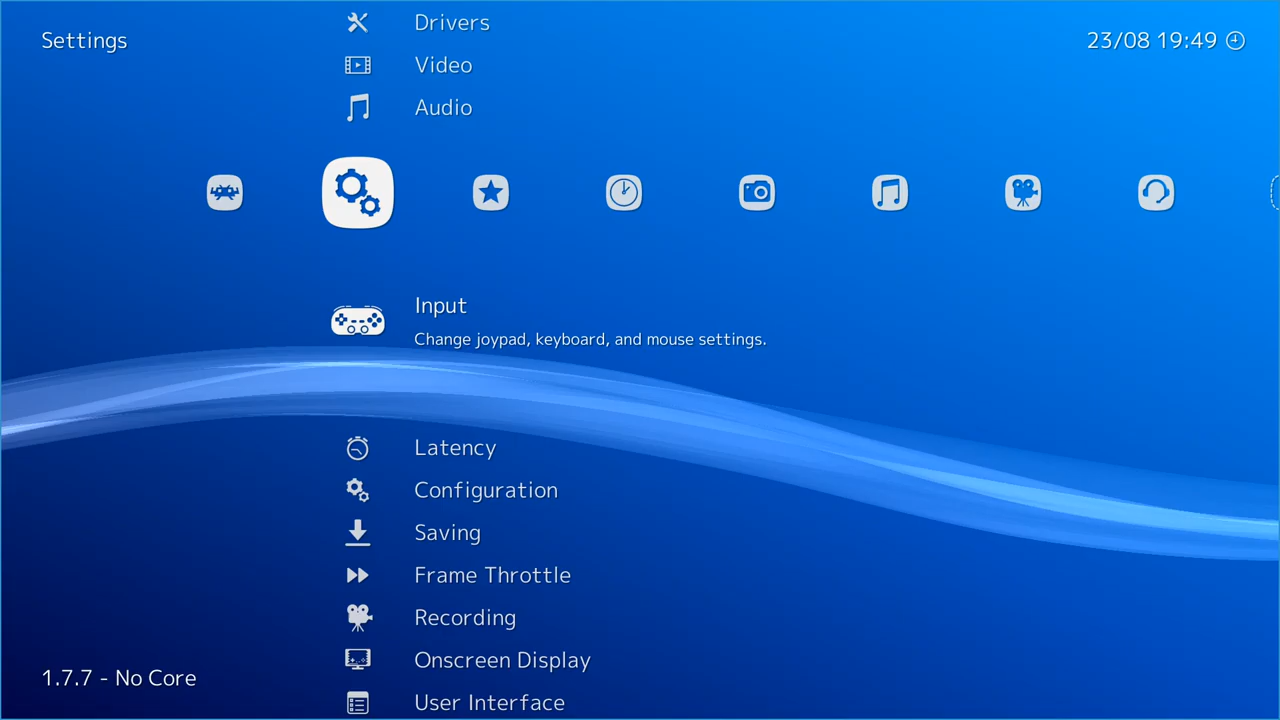 Drivers
Settings
23/08 19:49
Video
Audio
Input
Change joypad, keyboard, and mouse settings.
Latency
Configuration
Saving
Frame Throttle
Recording
Onscreen Display
1.7.7 - No Core
User Interface